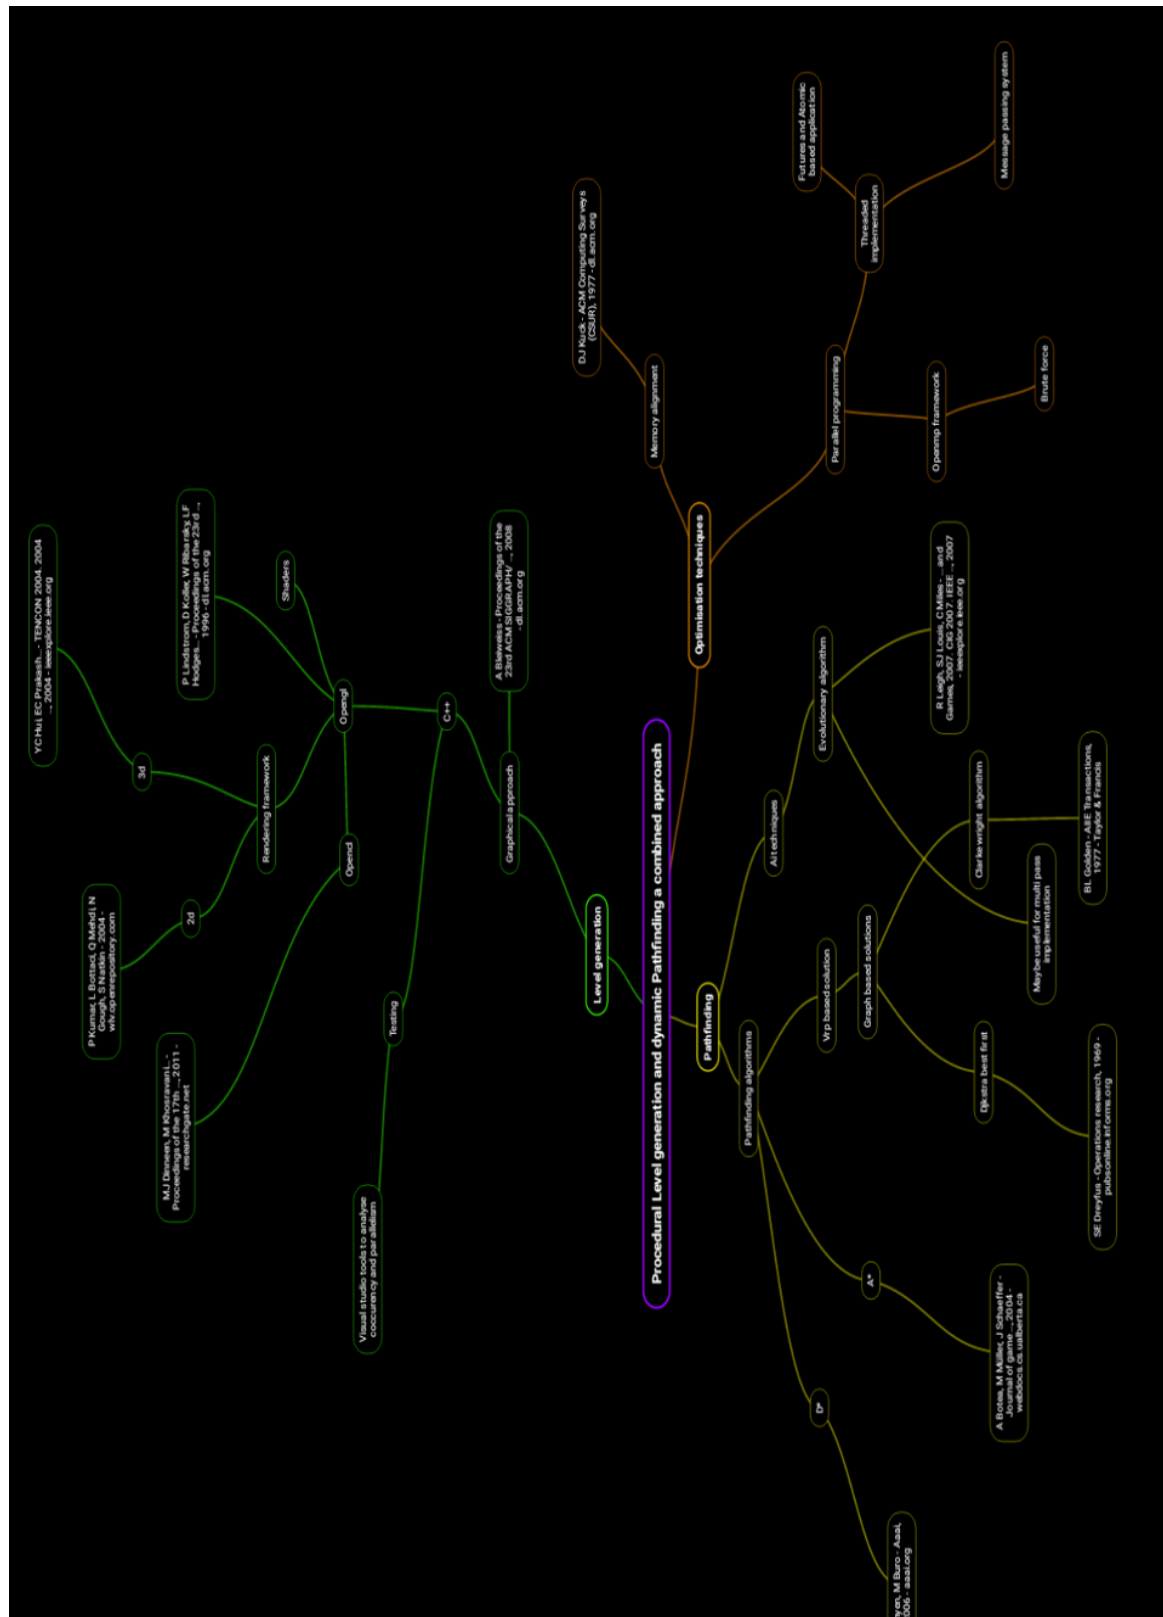 Procedural Level generation and dynamic Pathfinding a combined approach
Level generation
Graphical approach
A Bleiweiss - Proceedings of the
23rd ACM SIGGRAPH/ ..., 2008
- dl.acm.org
C++
Testing
Visual studio tools to analyse
coccurency and parallelism
Opengl
Shaders
P Lindstrom, D Koller, W Ribarsky, LF
Hodges... - Proceedings of the 23rd ...,
1996 - dl.acm.org
Rendering framework
3d
YC Hui, EC Prakash... - TENCON 2004. 2004
..., 2004 - ieeexplore.ieee.org
2d
P Kumar, L Bottaci, Q Mehdi, N
Gough, S Natkin - 2004 -
wlv.openrepository.com
Opencl
MJ Dinneen, M Khosravani... -
Proceedings of the 17th ..., 2011 -
researchgate.net
Optimisation techniques
Memory alignment
DJ Kuck - ACM Computing Surveys
(CSUR), 1977 - dl.acm.org
Parallel programming
Threaded
implementation
Futures and Atomic
based application
Message passing system
Openmp framework
Brute force
Pathfinding
Ai techniques
Evolutionary algorithm
R Leigh, SJ Louis, C Miles - ... and
Games, 2007. CIG 2007. IEEE ..., 2007
- ieeexplore.ieee.org
Maybe useful for multi pass
implementation
Pathfinding algorithms
Vrp based solution
Graph based solutions
Clarke wright algorithm
BL Golden - AIIE Transactions,
1977 - Taylor & Francis
Djkstra best first
SE Dreyfus - Operations research, 1969 -
pubsonline.informs.org
A*
A Botea, M Müller, J Schaeffer -
Journal of game ..., 2004 -
webdocs.cs.ualberta.ca
D*
M Buro - Aaai,
aaai.org